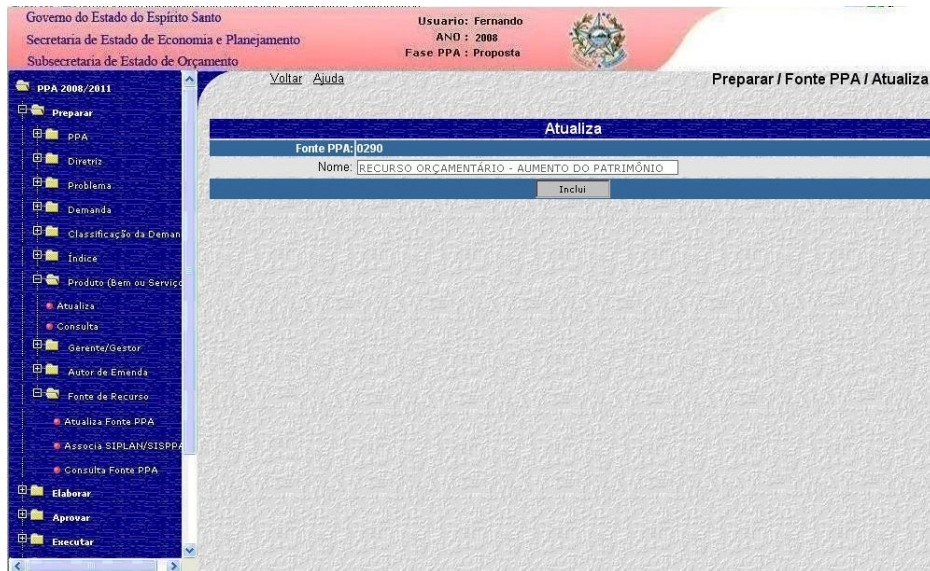 Governo do Estado do Espírito Santo
Secretaria de Estado de Economia e Planejamento
Subsecretaria de Estado de Orçamento
Usuario: Fernando
ANO : 2008
Fase PPA : Proposta
Voltar Ajuda
Preparar / Fonte PPA / Atualiza
PPA 2008/2011
Preparar
PPA
Diretriz
Problema
Demanda
Classificação da Deman
Índice
Produto (Bem ou Serviço
Atualiza
Consulta
Gerente/Gestor
Autor de Emenda
Fonte de Recurso
Atualiza Fonte PPA
Associa SIPLAN/SISPPA
Consulta Fonte PPA
Elaborar
Aprovar
Executar
Atualiza
Fonte PPA: 0290
Nome: RECURSO ORÇAMENTÁRIO - AUMENTO DO PATRIMÔNIO
Inclui